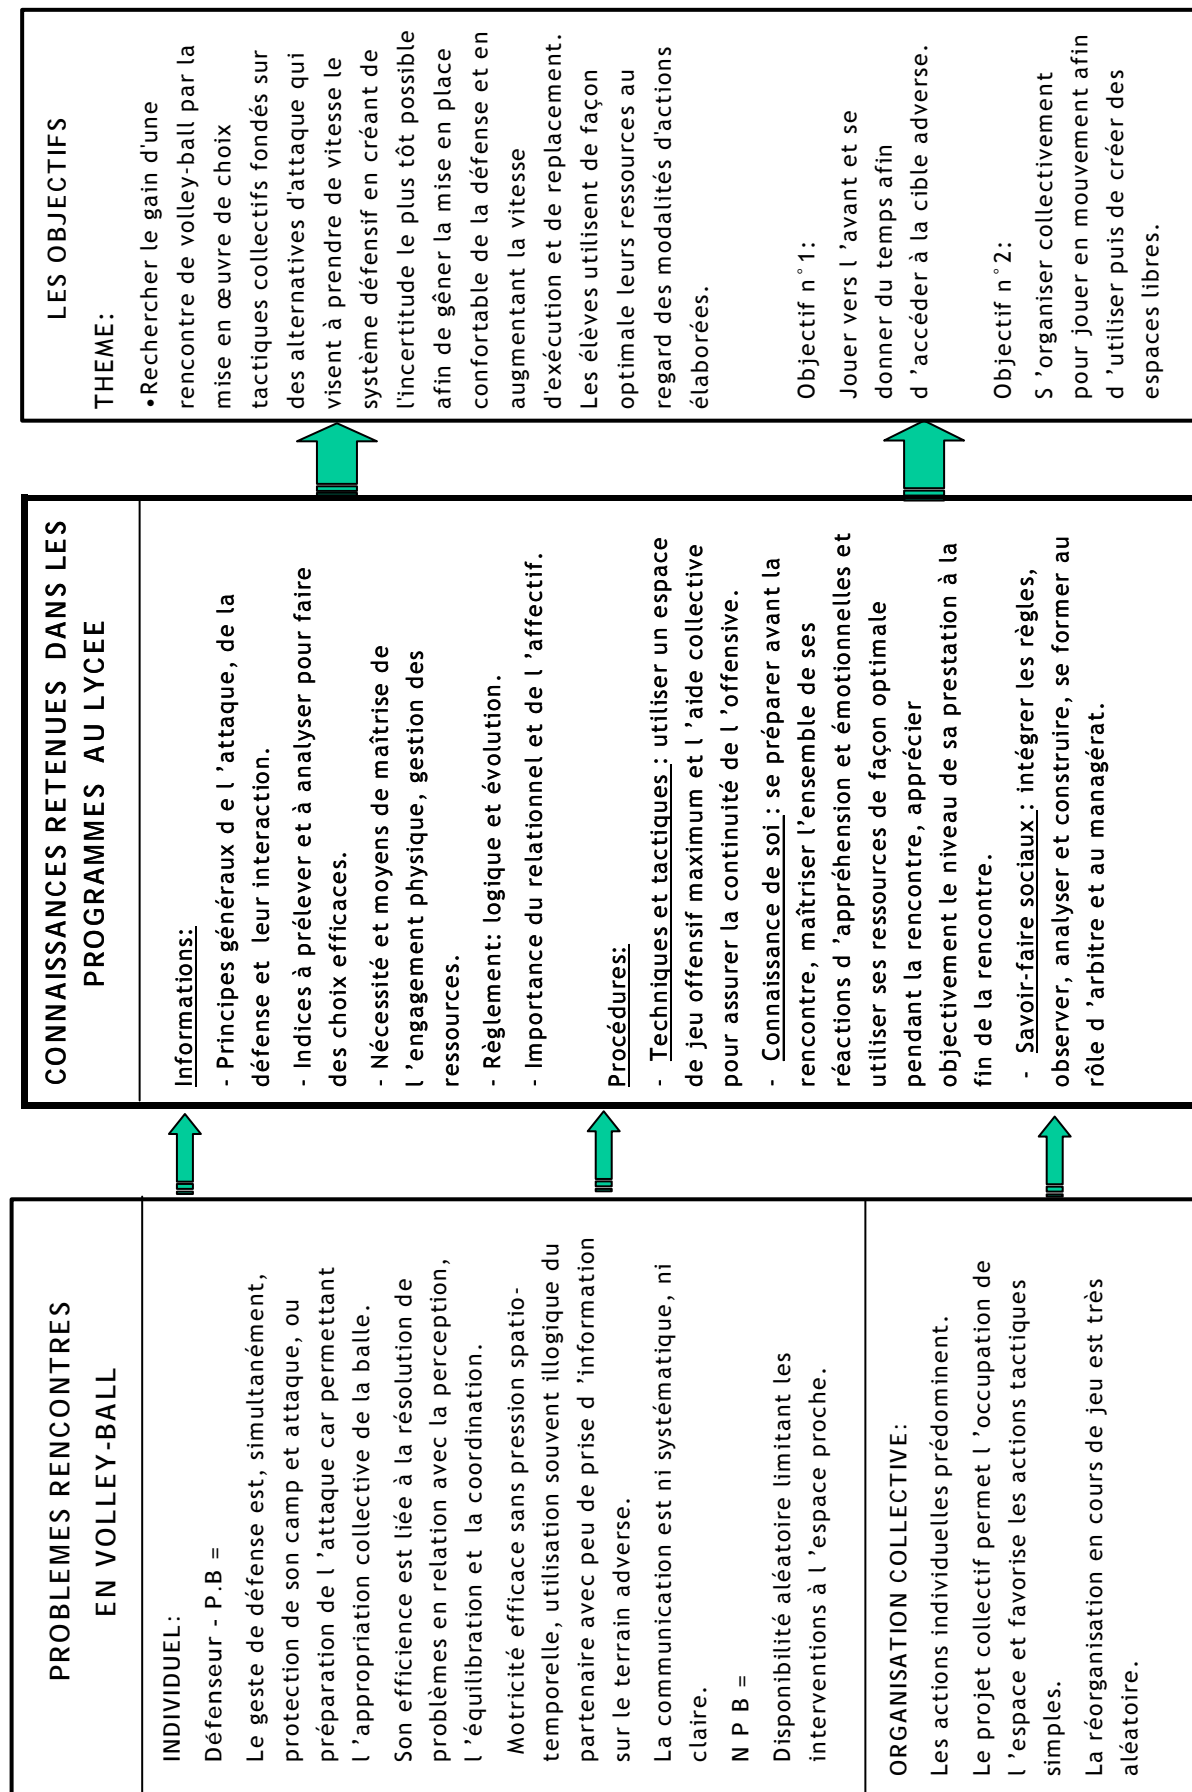 PROBLEMES RENCONTRES
EN VOLLEY-BALL
INDIVIDUEL:
Défenseur - P.B =
Le geste de défense est, simultanément,
protection de son camp et attaque, ou
préparation de l ’attaque car permettant
l ’appropriation collective de la balle.
Son efficience est liée à la résolution de
problèmes en relation avec la perception,
l ’équilibration et la coordination.
Motricité efficace sans pression spatio-
temporelle, utilisation souvent illogique du
partenaire avec peu de prise d ’information
sur le terrain adverse.
La communication est ni systématique, ni
claire.
N P B =
Disponibilité aléatoire limitant les
interventions à l ’espace proche.
ORGANISATION COLLECTIVE:
Les actions individuelles prédominent.
Le projet collectif permet l ’occupation de
l ’espace et favorise les actions tactiques
simples.
La réorganisation en cours de jeu est très
aléatoire.
CONNAISSANCES RETENUES DANS LES
PROGRAMMES AU LYCEE
Informations:
- Principes généraux d e l ’attaque, de la
défense et leur interaction.
- Indices à prélever et à analyser pour faire
des choix efficaces.
- Nécessité et moyens de maîtrise de
l ’engagement physique, gestion des
ressources.
- Règlement: logique et évolution.
- Importance du relationnel et de l ’affectif.
Procédures:
- Techniques et tactiques : utiliser un espace
de jeu offensif maximum et l ’aide collective
pour assurer la continuité de l ’offensive.
- Connaissance de soi : se préparer avant la
rencontre, maîtriser l’ensemble de ses
réactions d ’appréhension et émotionnelles et
utiliser ses ressources de façon optimale
pendant la rencontre, apprécier
objectivement le niveau de sa prestation à la
fin de la rencontre.
- Savoir-faire sociaux : intégrer les règles,
observer, analyser et construire, se former au
rôle d ’arbitre et au managérat.
LES OBJECTIFS
THEME:
•Rechercher le gain d'une
rencontre de volley-ball par la
mise en œuvre de choix
tactiques collectifs fondés sur
des alternatives d'attaque qui
visent à prendre de vitesse le
système défensif en créant de
l'incertitude le plus tôt possible
afin de gêner la mise en place
confortable de la défense et en
augmentant la vitesse
d'exécution et de replacement.
Les élèves utilisent de façon
optimale leurs ressources au
regard des modalités d'actions
élaborées.
Objectif n°1:
Jouer vers l ’avant et se
donner du temps afin
d ’accéder à la cible adverse.
Objectif n°2:
S ’organiser collectivement
pour jouer en mouvement afin
d ’utiliser puis de créer des
espaces libres.